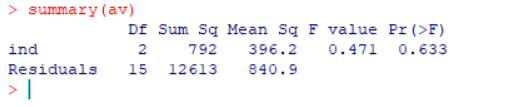 > summary(av)
            Df Sum Sq Mean Sq F value Pr(>F)
ind          2    792   396.2   0.471  0.633
Residuals   15  12613   840.9
>